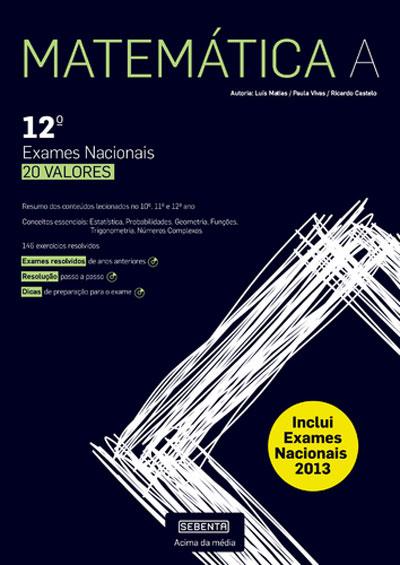 MATEMÁTICA A
Autoria: Luís Matias / Paula Vivas / Ricardo Castelo
12º
Exames Nacionais
20 VALORES
Resumo dos conteúdos lecionados no 10º, 11º e 12º ano
Conceitos essenciais: Estatística, Probabilidades, Geometria, Funções,
Trigonometria, Números Complexos
146 exercícios resolvidos
Exames resolvidos de anos anteriores
Resolução passo a passo
Dicas de preparação para o exame
Inclui
Exames
Nacionais
2013
SEBENTA
Acima da média